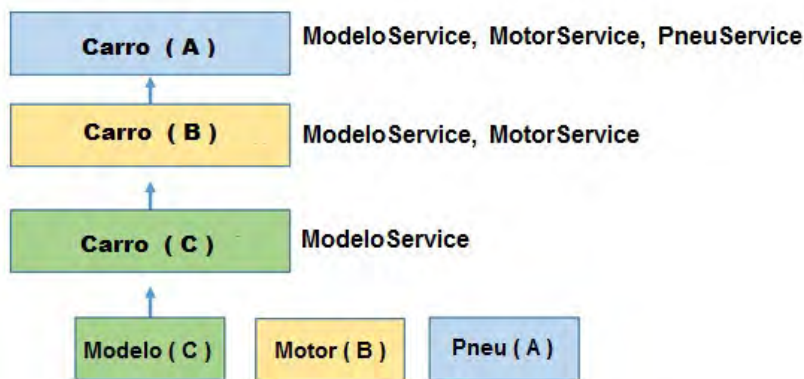 Carro ( A )
ModeloService, MotorService, PneuService
Carro ( B )
ModeloService, MotorService
Carro ( C )
ModeloService
Modelo ( C )
Motor ( B )
Pneu ( A )